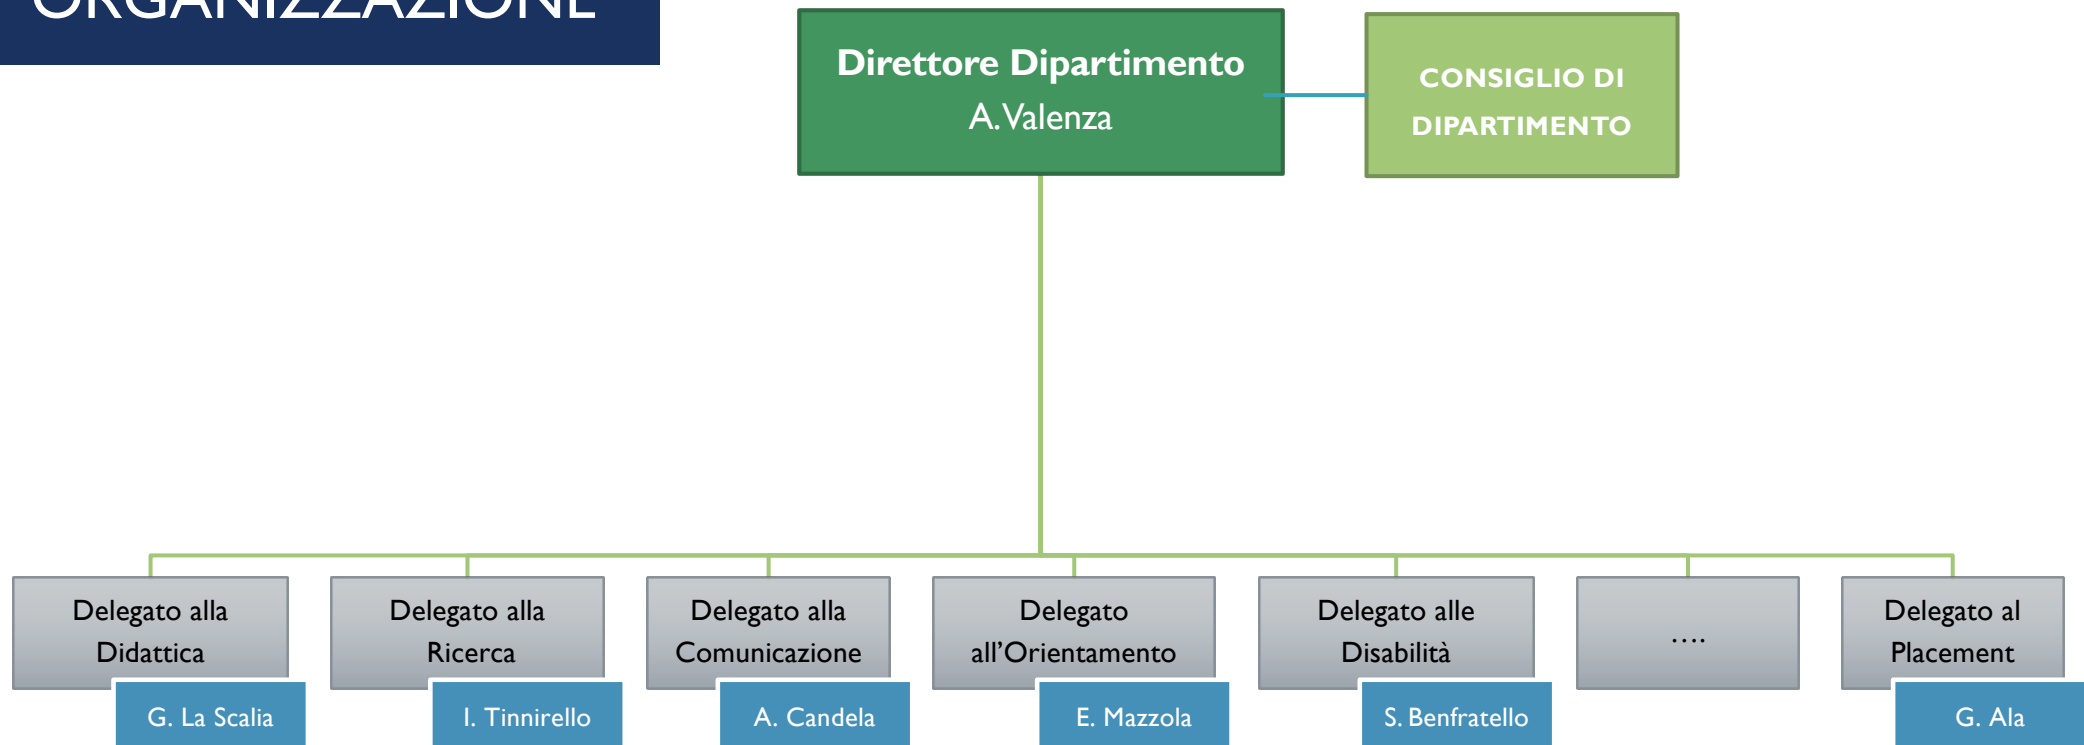 ORGANIZZAZIONE
Direttore Dipartimento
A. Valenza
CONSIGLIO DI
DIPARTIMENTO
Delegato alla
Didattica
G. La Scalia
Delegato alla
Ricerca
I. Tinnirello
Delegato alla
Comunicazione
A. Candela
Delegato
all’Orientamento
E. Mazzola
Delegato alle
Disabilità
S. Benfratello
….
Delegato al
Placement
G. Ala